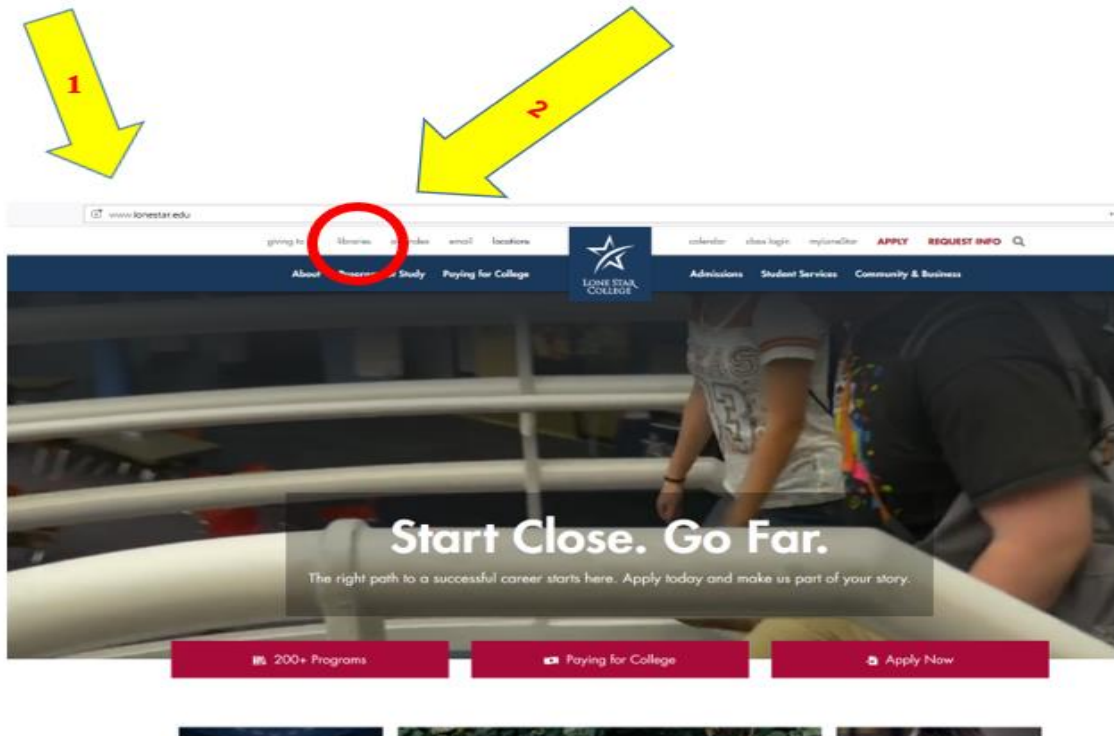 1
2
www.lonestar.edu
giving to libraries a-z index email locations
calendar class login mylonestar APPLY REQUEST INFO
About Study Paying for College
LONE STAR
COLLEGE
Admissions Student Services Community & Business
Start Close. Go Far.
The right path to a successful career starts here. Apply today and make us part of your story.
200+ Programs Paying for College Apply Now